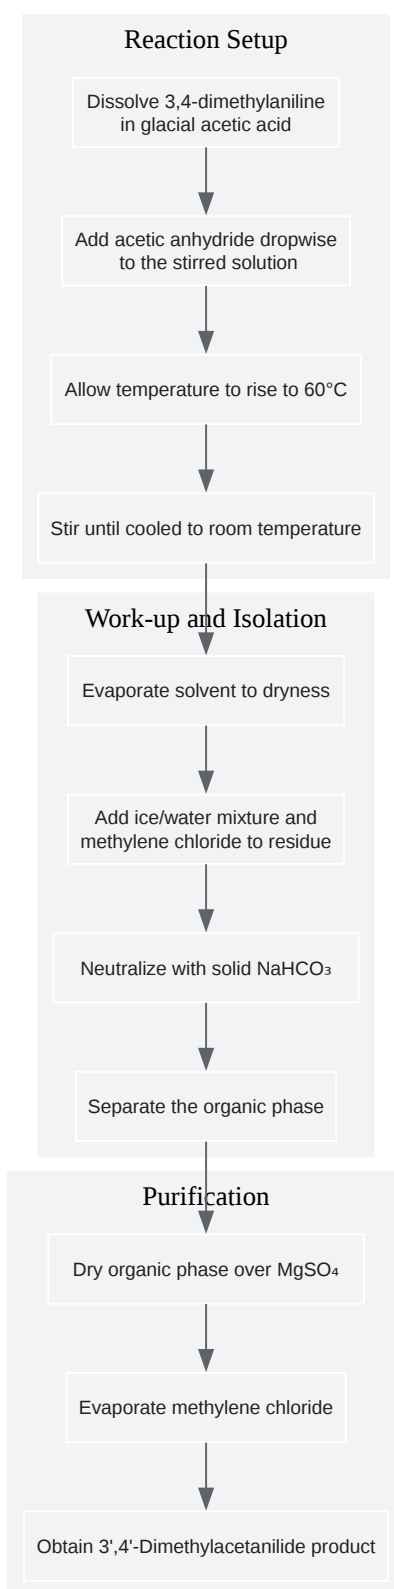 Reaction Setup
Dissolve 3,4-dimethylaniline
in glacial acetic acid
Add acetic anhydride dropwise
to the stirred solution
Allow temperature to rise to 60°C
Stir until cooled to room temperature
Work-up and Isolation
Evaporate solvent to dryness
Add ice/water mixture and
methylene chloride to residue
Neutralize with solid NaHCO₃
Separate the organic phase
Purification
Dry organic phase over MgSO₄
Evaporate methylene chloride
Obtain 3',4'-Dimethylacetanilide product